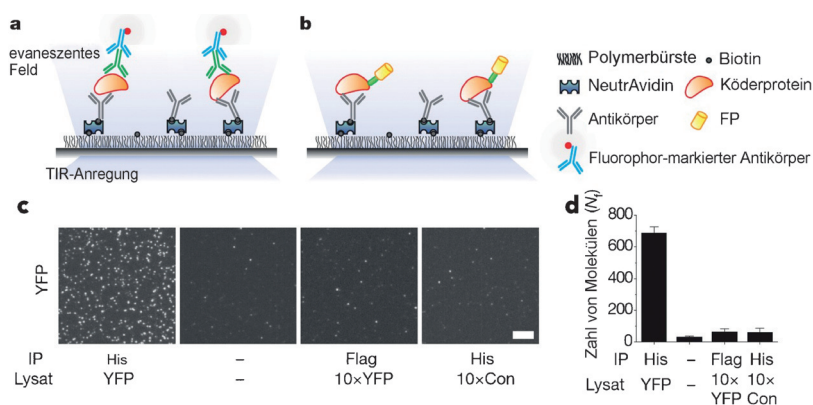 a
evaneszentes
Feld
TIR-Anregung
b
Polymerbürste
Biotin
NeutrAvidin
Köderprotein
Antikörper
FP
Fluorophor-markierter Antikörper
c
YFP
IP His – Flag His
Lysat YFP – 10×YFP 10×Con
d
Zahl von Molekülen (Nf)
800
600
400
200
0
IP His – Flag His
Lysat YFP – 10× 10×
YFP Con